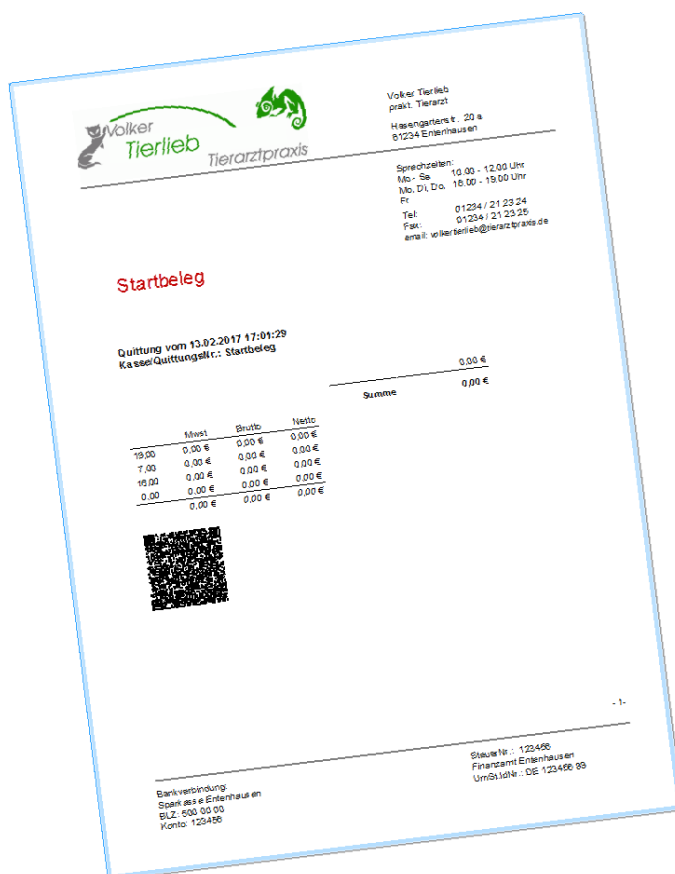 Volker
Tierlieb Tierarztpraxis
Volker Tierlieb
prakt. Tierarzt
Hasengartenstr. 20 a
81234 Entenhausen
Sprechzeiten:
Mo - Sa 10.00 - 12.00 Uhr
Mo, Di, Do, 16.00 - 19.00 Uhr
Fr
Tel: 01234 / 21 23 24
Fax: 01234 / 21 23 25
email: volkertierlieb@tierarztpraxis.de
Startbeleg
Quittung vom 13.02.2017 17:01:29
Kasse/QuittungsNr.: Startbeleg
0,00 €
Summe 0,00 €
Mwst Brutto Netto
19,00 0,00 € 0,00 € 0,00 €
7,00 0,00 € 0,00 € 0,00 €
16,00 0,00 € 0,00 € 0,00 €
0,00 0,00 € 0,00 € 0,00 €
0,00 € 0,00 € 0,00 €
- 1-
Bankverbindung:
Sparkasse Entenhausen
BLZ: 500 00 00
Konto: 123456
SteuerNr.: 123456
Finanzamt Entenhausen
UmSt.IdNr.: DE 123456 89